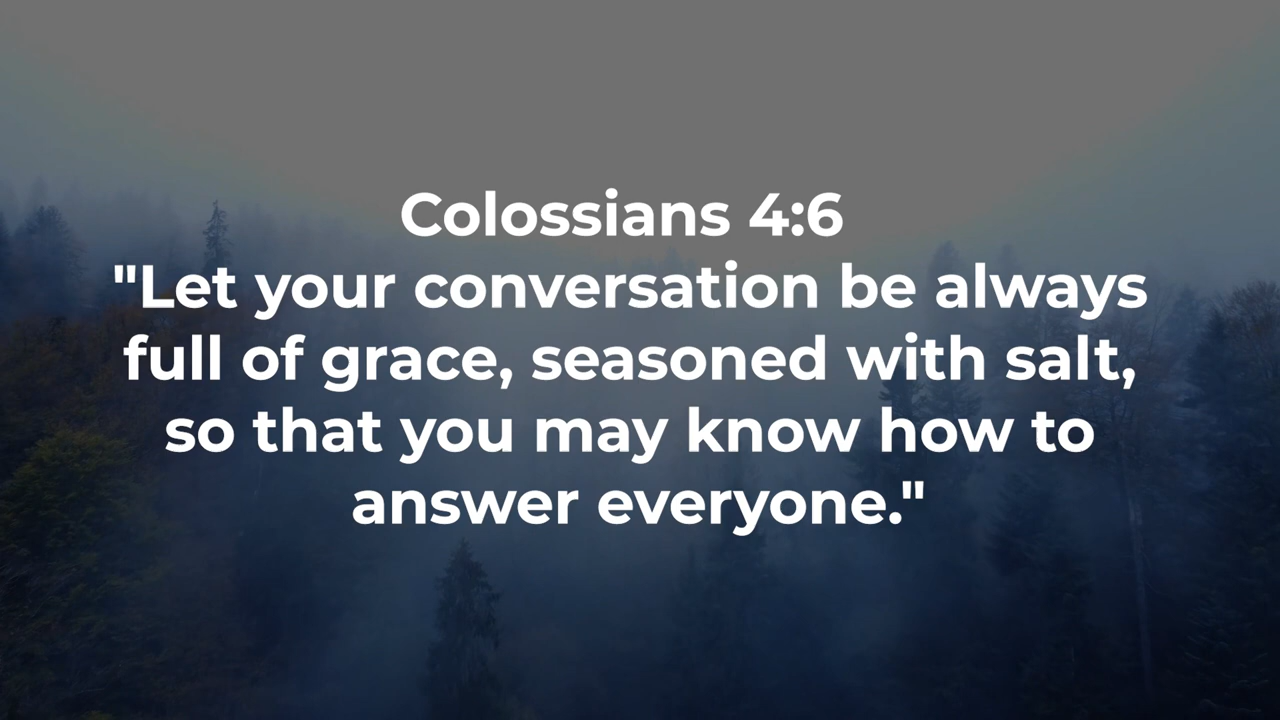 Colossians 4:6
"Let your conversation be always
full of grace, seasoned with salt,
so that you may know how to
answer everyone."